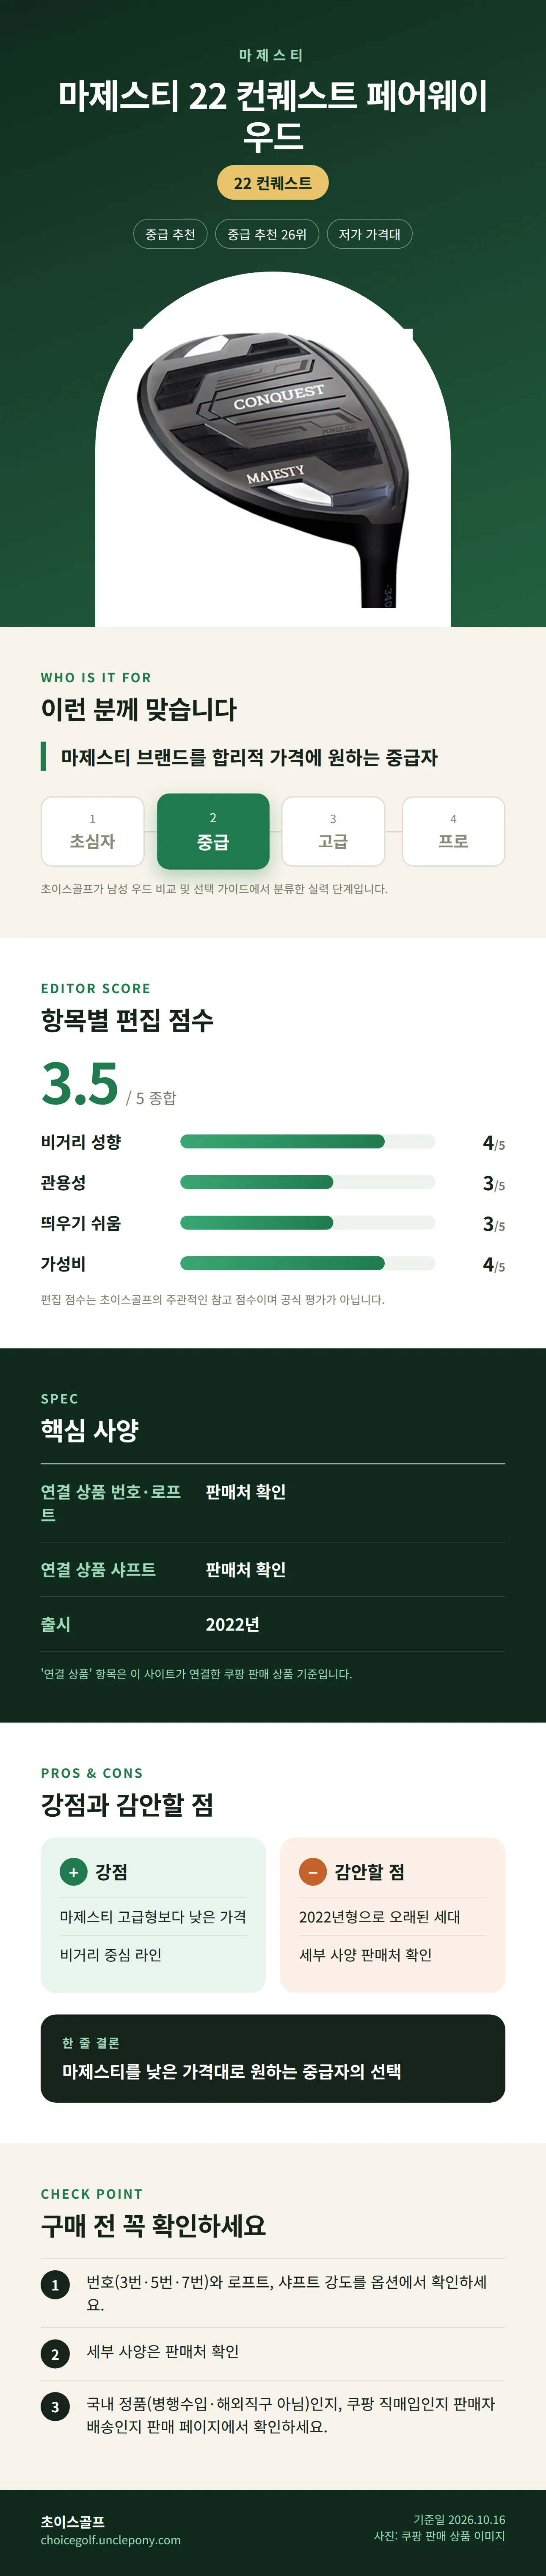 마제스티
마제스티 22 컨퀘스트 페어웨이
우드
22 컨퀘스트
중급 추천
중급 추천 26위
저가 가격대
CONQUEST
MAJESTY
WHO IS IT FOR
이런 분께 맞습니다
마제스티 브랜드를 합리적 가격에 원하는 중급자
1
초심자
2
중급
3
고급
4
프로
초이스골프가 남성 우드 비교 및 선택 가이드에서 분류한 실력 단계입니다.
EDITOR SCORE
항목별 편집 점수
3.5 / 5 종합
비거리 성향 4/5
관용성 3/5
띄우기 쉬움 3/5
가성비 4/5
편집 점수는 초이스골프의 주관적인 참고 점수이며 공식 평가가 아닙니다.
SPEC
핵심 사양
연결 상품 번호·로프 판매처 확인
트
연결 상품 샤프트 판매처 확인
출시 2022년
'연결 상품' 항목은 이 사이트가 연결한 쿠팡 판매 상품 기준입니다.
PROS & CONS
강점과 감안할 점
+ 강점
마제스티 고급형보다 낮은 가격
비거리 중심 라인
− 감안할 점
2022년형으로 오래된 세대
세부 사양 판매처 확인
한 줄 결론
마제스티를 낮은 가격대로 원하는 중급자의 선택
CHECK POINT
구매 전 꼭 확인하세요
1 번호(3번·5번·7번)와 로프트, 샤프트 강도를 옵션에서 확인하세
요.
2 세부 사양은 판매처 확인
3 국내 정품(병행수입·해외직구 아님)인지, 쿠팡 직매입인지 판매자
배송인지 판매 페이지에서 확인하세요.
초이스골프
choicegolf.unclepony.com
기준일 2026.10.16
사진: 쿠팡 판매 상품 이미지